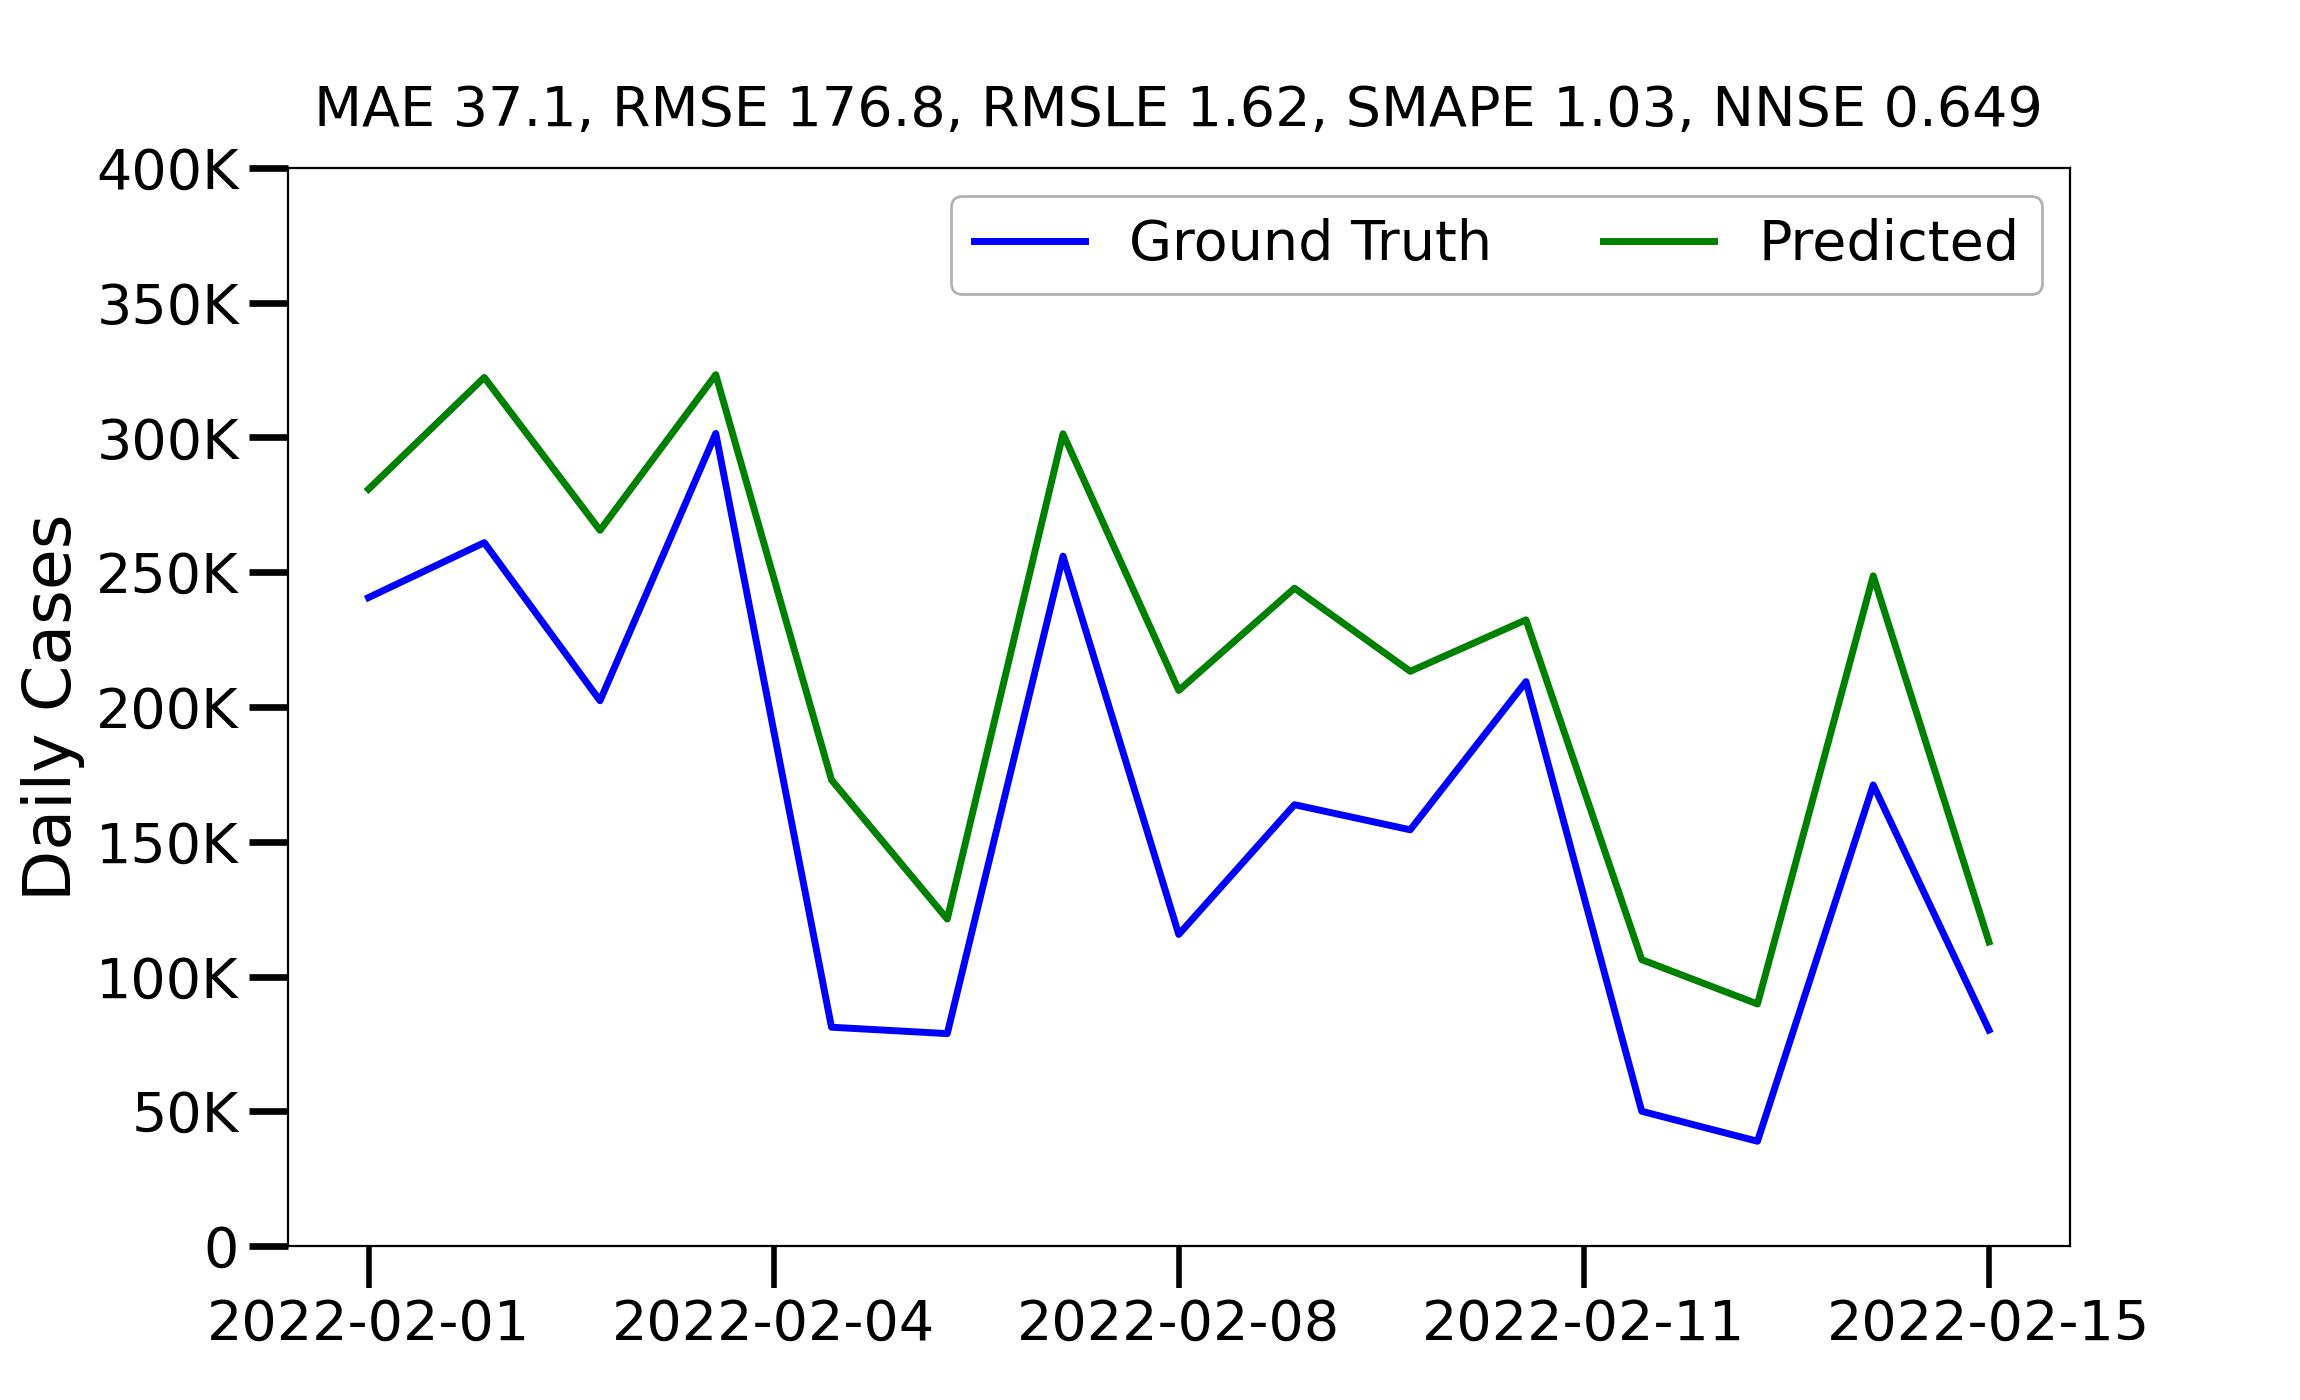 MAE 37.1, RMSE 176.8, RMSLE 1.62, SMAPE 1.03, NNSE 0.649
Ground Truth
Predicted
Daily Cases
400K
350K
300K
250K
200K
150K
100K
50K
0
2022-02-01
2022-02-04
2022-02-08
2022-02-11
2022-02-15